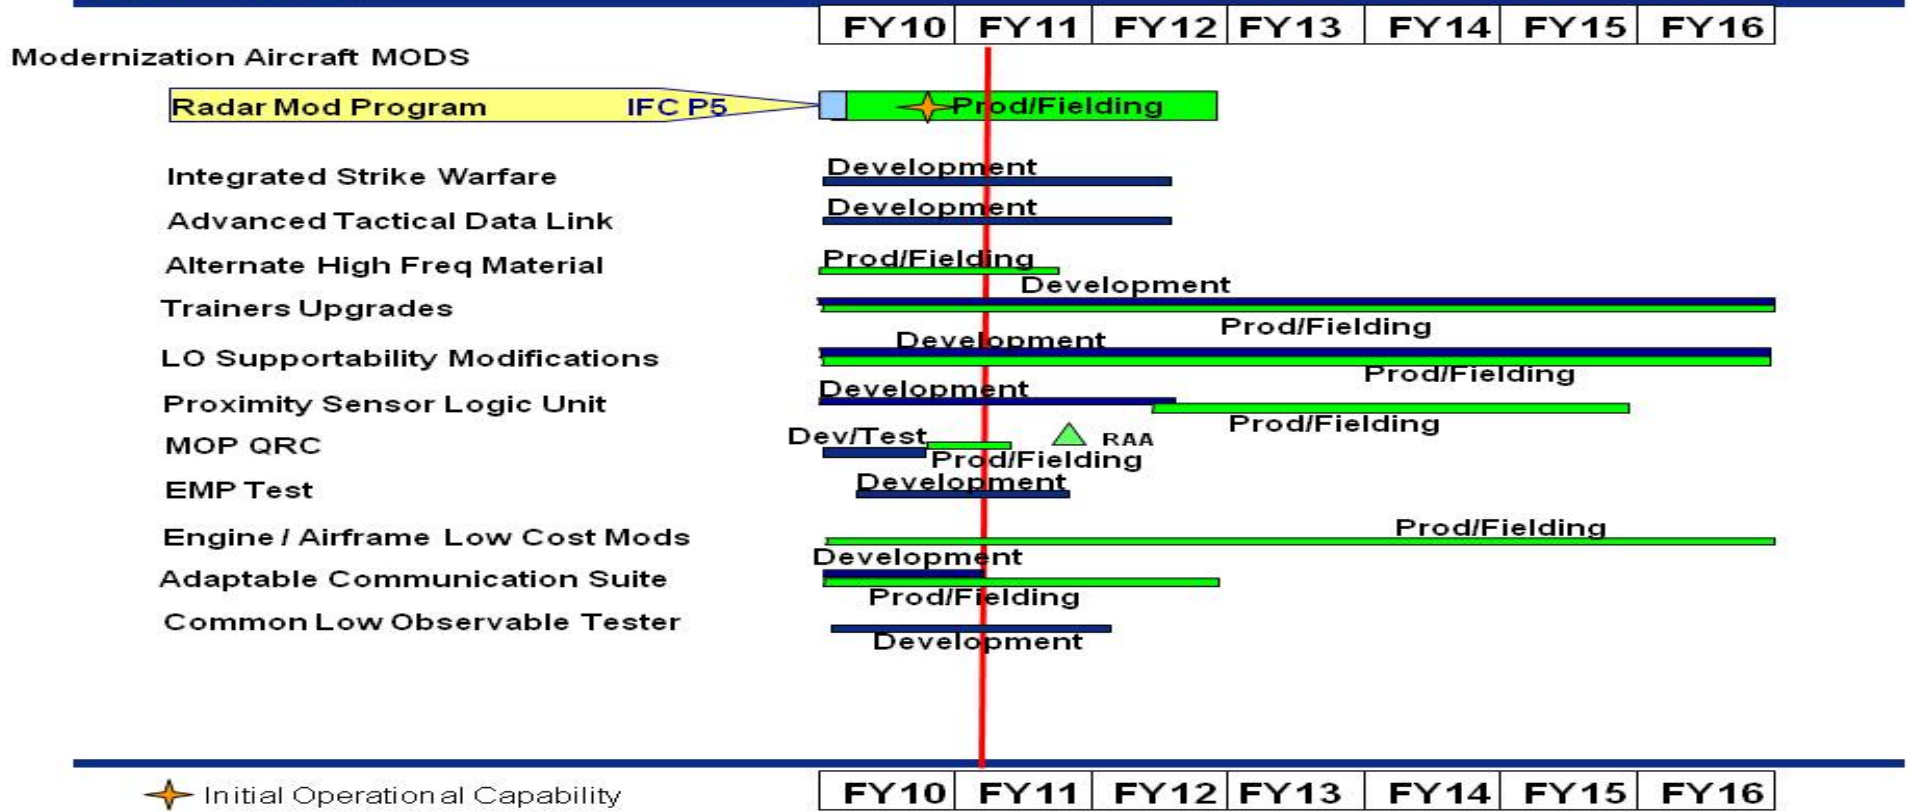 FY10 FY11 FY12 FY13 FY14 FY15 FY16
Modernization Aircraft MODS
Radar Mod Program IFC P5 Prod/Fielding
Development
Integrated Strike Warfare
Development
Advanced Tactical Data Link
Prod/Fielding
Alternate High Freq Material
Development
Trainers Upgrades
Prod/Fielding
Development
LO Supportability Modifications
Prod/Fielding
Development
Proximity Sensor Logic Unit
Prod/Fielding
Dev/Test RAA
MOP QRC
Prod/Fielding
Development
EMP Test
Prod/Fielding
Engine / Airframe Low Cost Mods
Development
Adaptable Communication Suite
Prod/Fielding
Common Low Observable Tester
Development
FY10 FY11 FY12 FY13 FY14 FY15 FY16
Initial Operational Capability